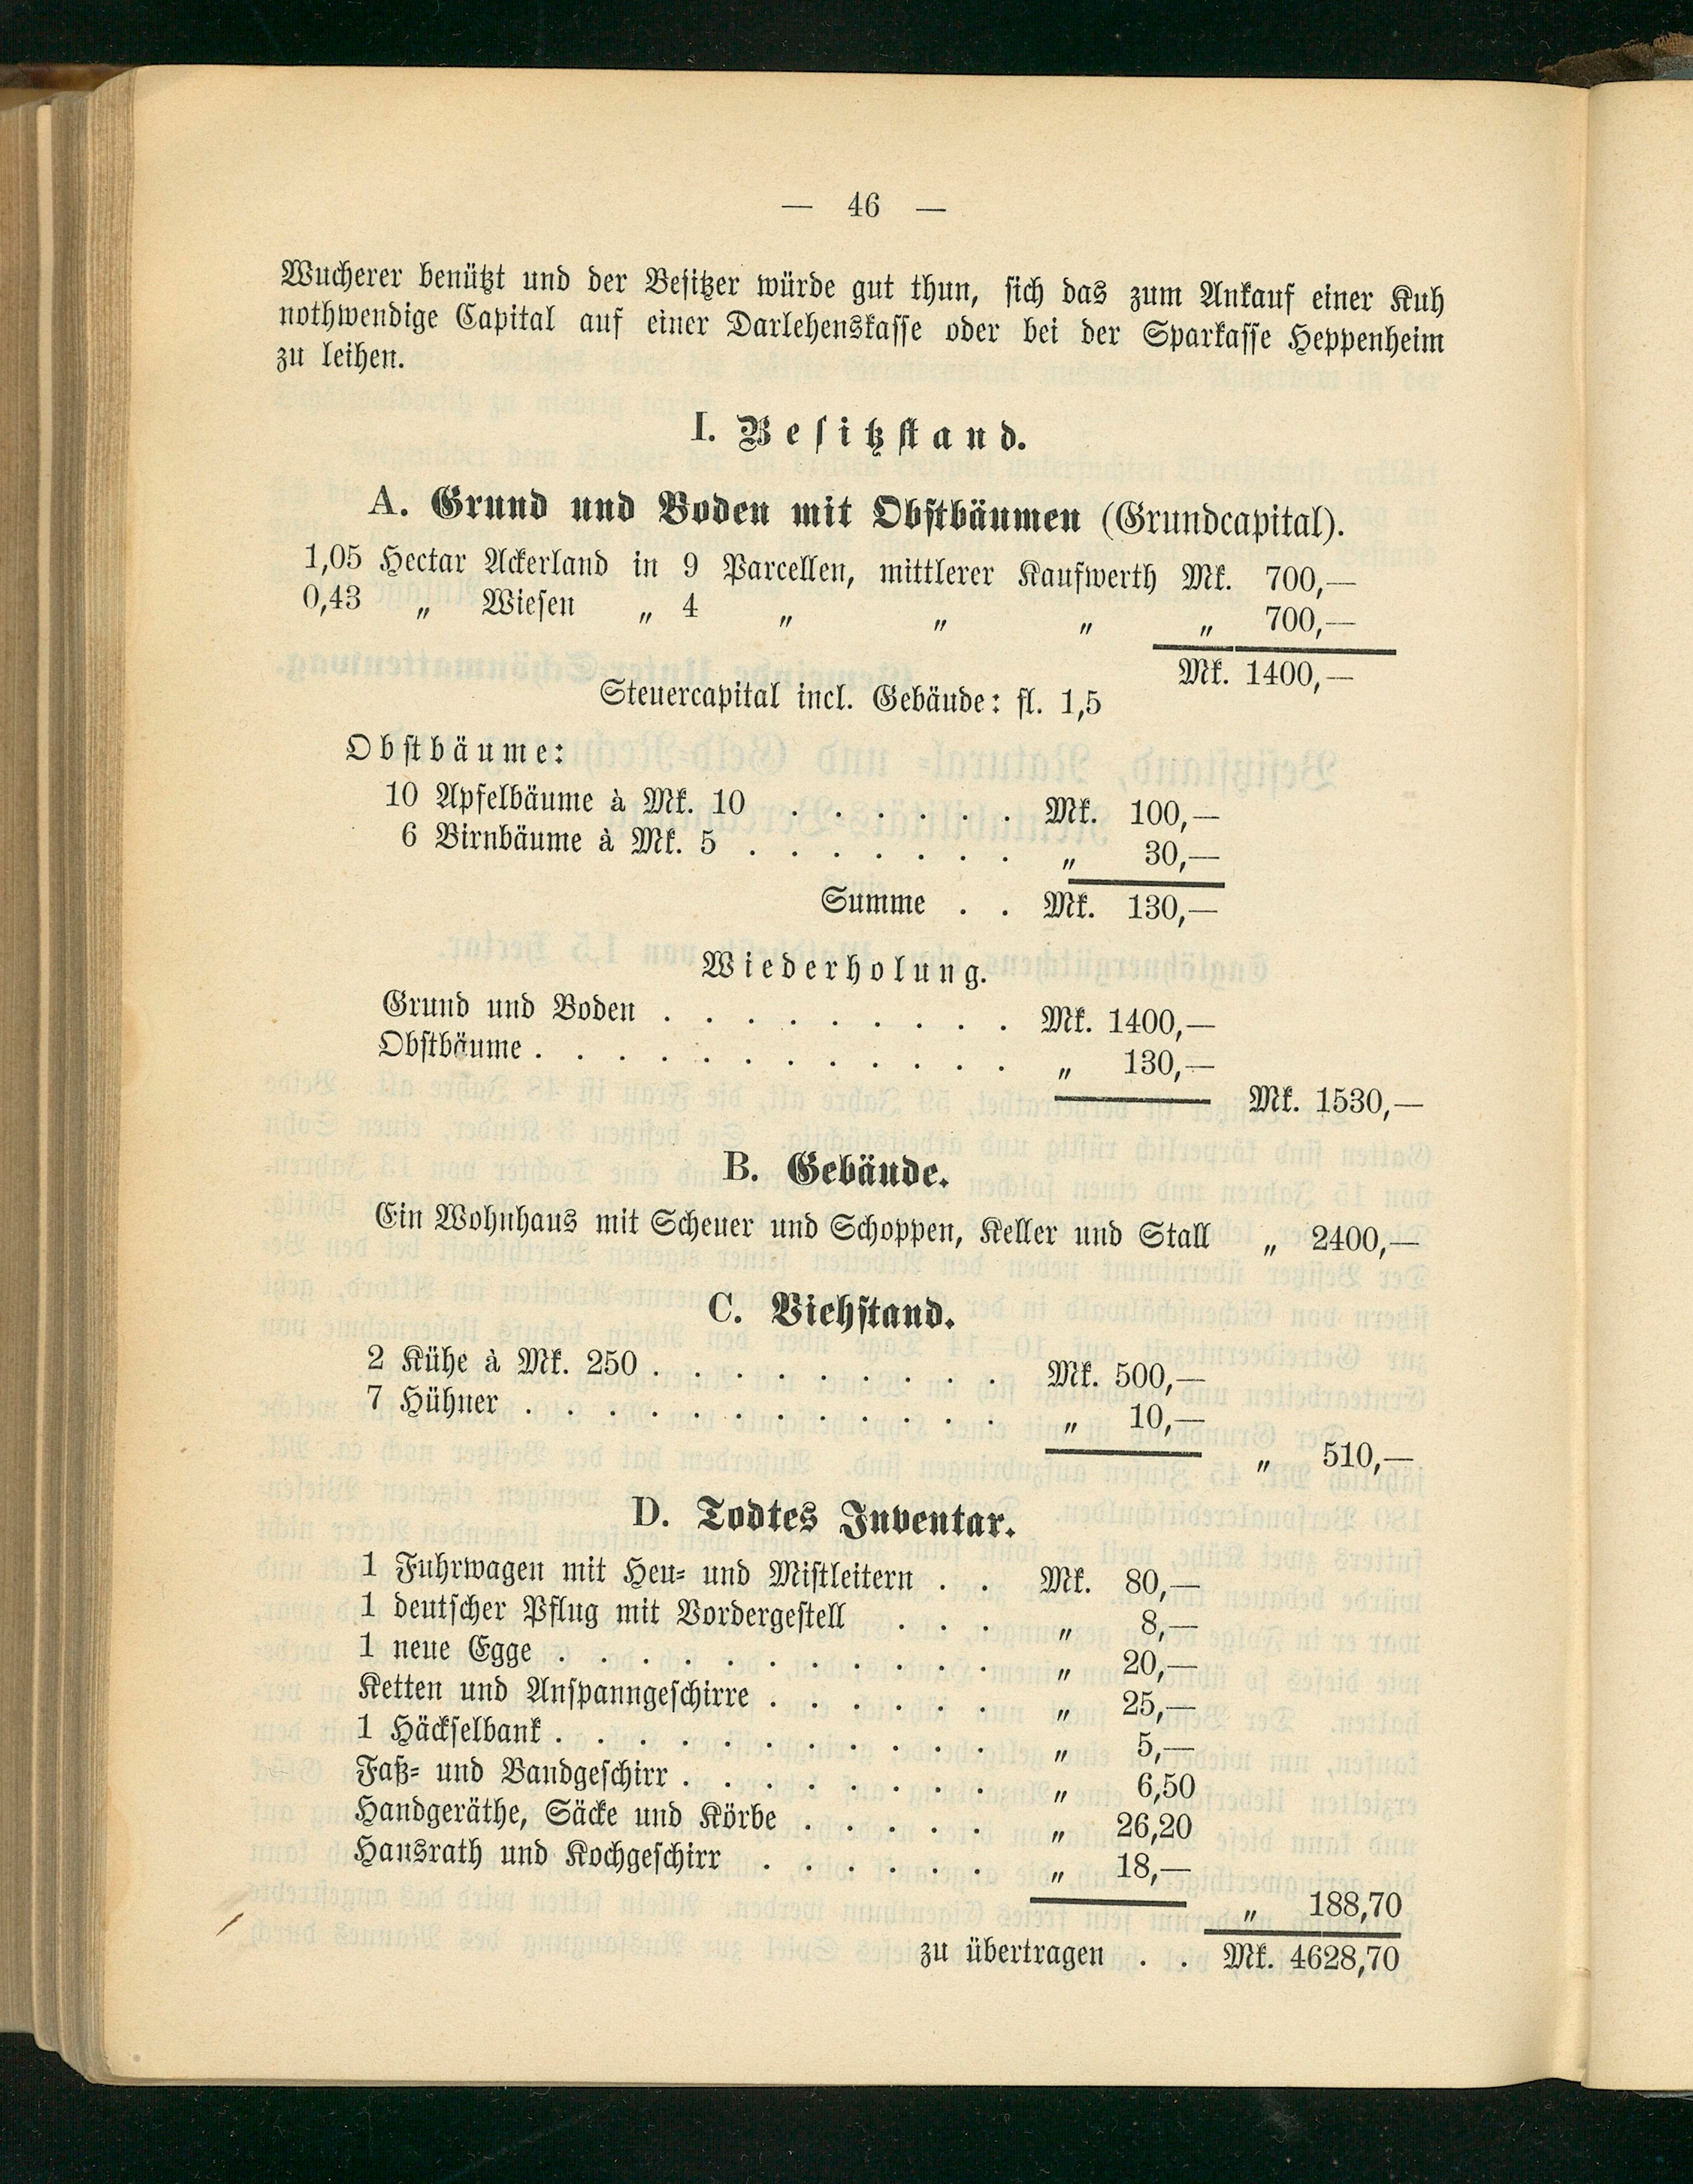 — 46 —
Wucherer benützt und der Besitzer würde gut thun, sich das zum Ankauf einer Kuh
nothwendige Capital auf einer Darlehenskasse oder bei der Sparkasse Heppenheim
zu leihen.
I. Besitzstand.
A. Grund und Boden mit Obstbäumen (Grundcapital).
1,05 Hectar Ackerland in 9 Parcellen, mittlerer Kaufwerth Mk. 700,—
0,43 „ Wiesen „ 4 „ „ „ „ 700,—
Mk. 1400,—
Steuercapital incl. Gebäude: fl. 1,5
Obstbäume:
10 Apfelbäume à Mk. 10 . . . . . . Mk. 100,—
6 Birnbäume à Mk. 5 . . . . . . . „ 30,—
Summe . . Mk. 130,—
Wiederholung.
Grund und Boden . . . . . . . . . Mk. 1400,—
Obstbäume . . . . . . . . . . . . „ 130,—
Mk. 1530,—
B. Gebäude.
Ein Wohnhaus mit Scheuer und Schoppen, Keller und Stall „ 2400,—
C. Viehstand.
2 Kühe à Mk. 250 . . . . . . . . . Mk. 500,—
7 Hühner . . . . . . . . . . . . „ 10,—
„ 510,—
D. Todtes Inventar.
1 Fuhrwagen mit Heu- und Mistleitern . . Mk. 80,—
1 deutscher Pflug mit Vordergestell . . . „ 8,—
1 neue Egge . . . . . . . . . . . „ 20,—
Ketten und Anspanngeschirre . . . . . . „ 25,—
1 Häckselbank . . . . . . . . . . . „ 5,—
Faß- und Bandgeschirr . . . . . . . . „ 6,50
Handgeräthe, Säcke und Körbe . . . . . „ 26,20
Hausrath und Kochgeschirr . . . . . . „ 18,—
„ 188,70
zu übertragen . . Mk. 4628,70